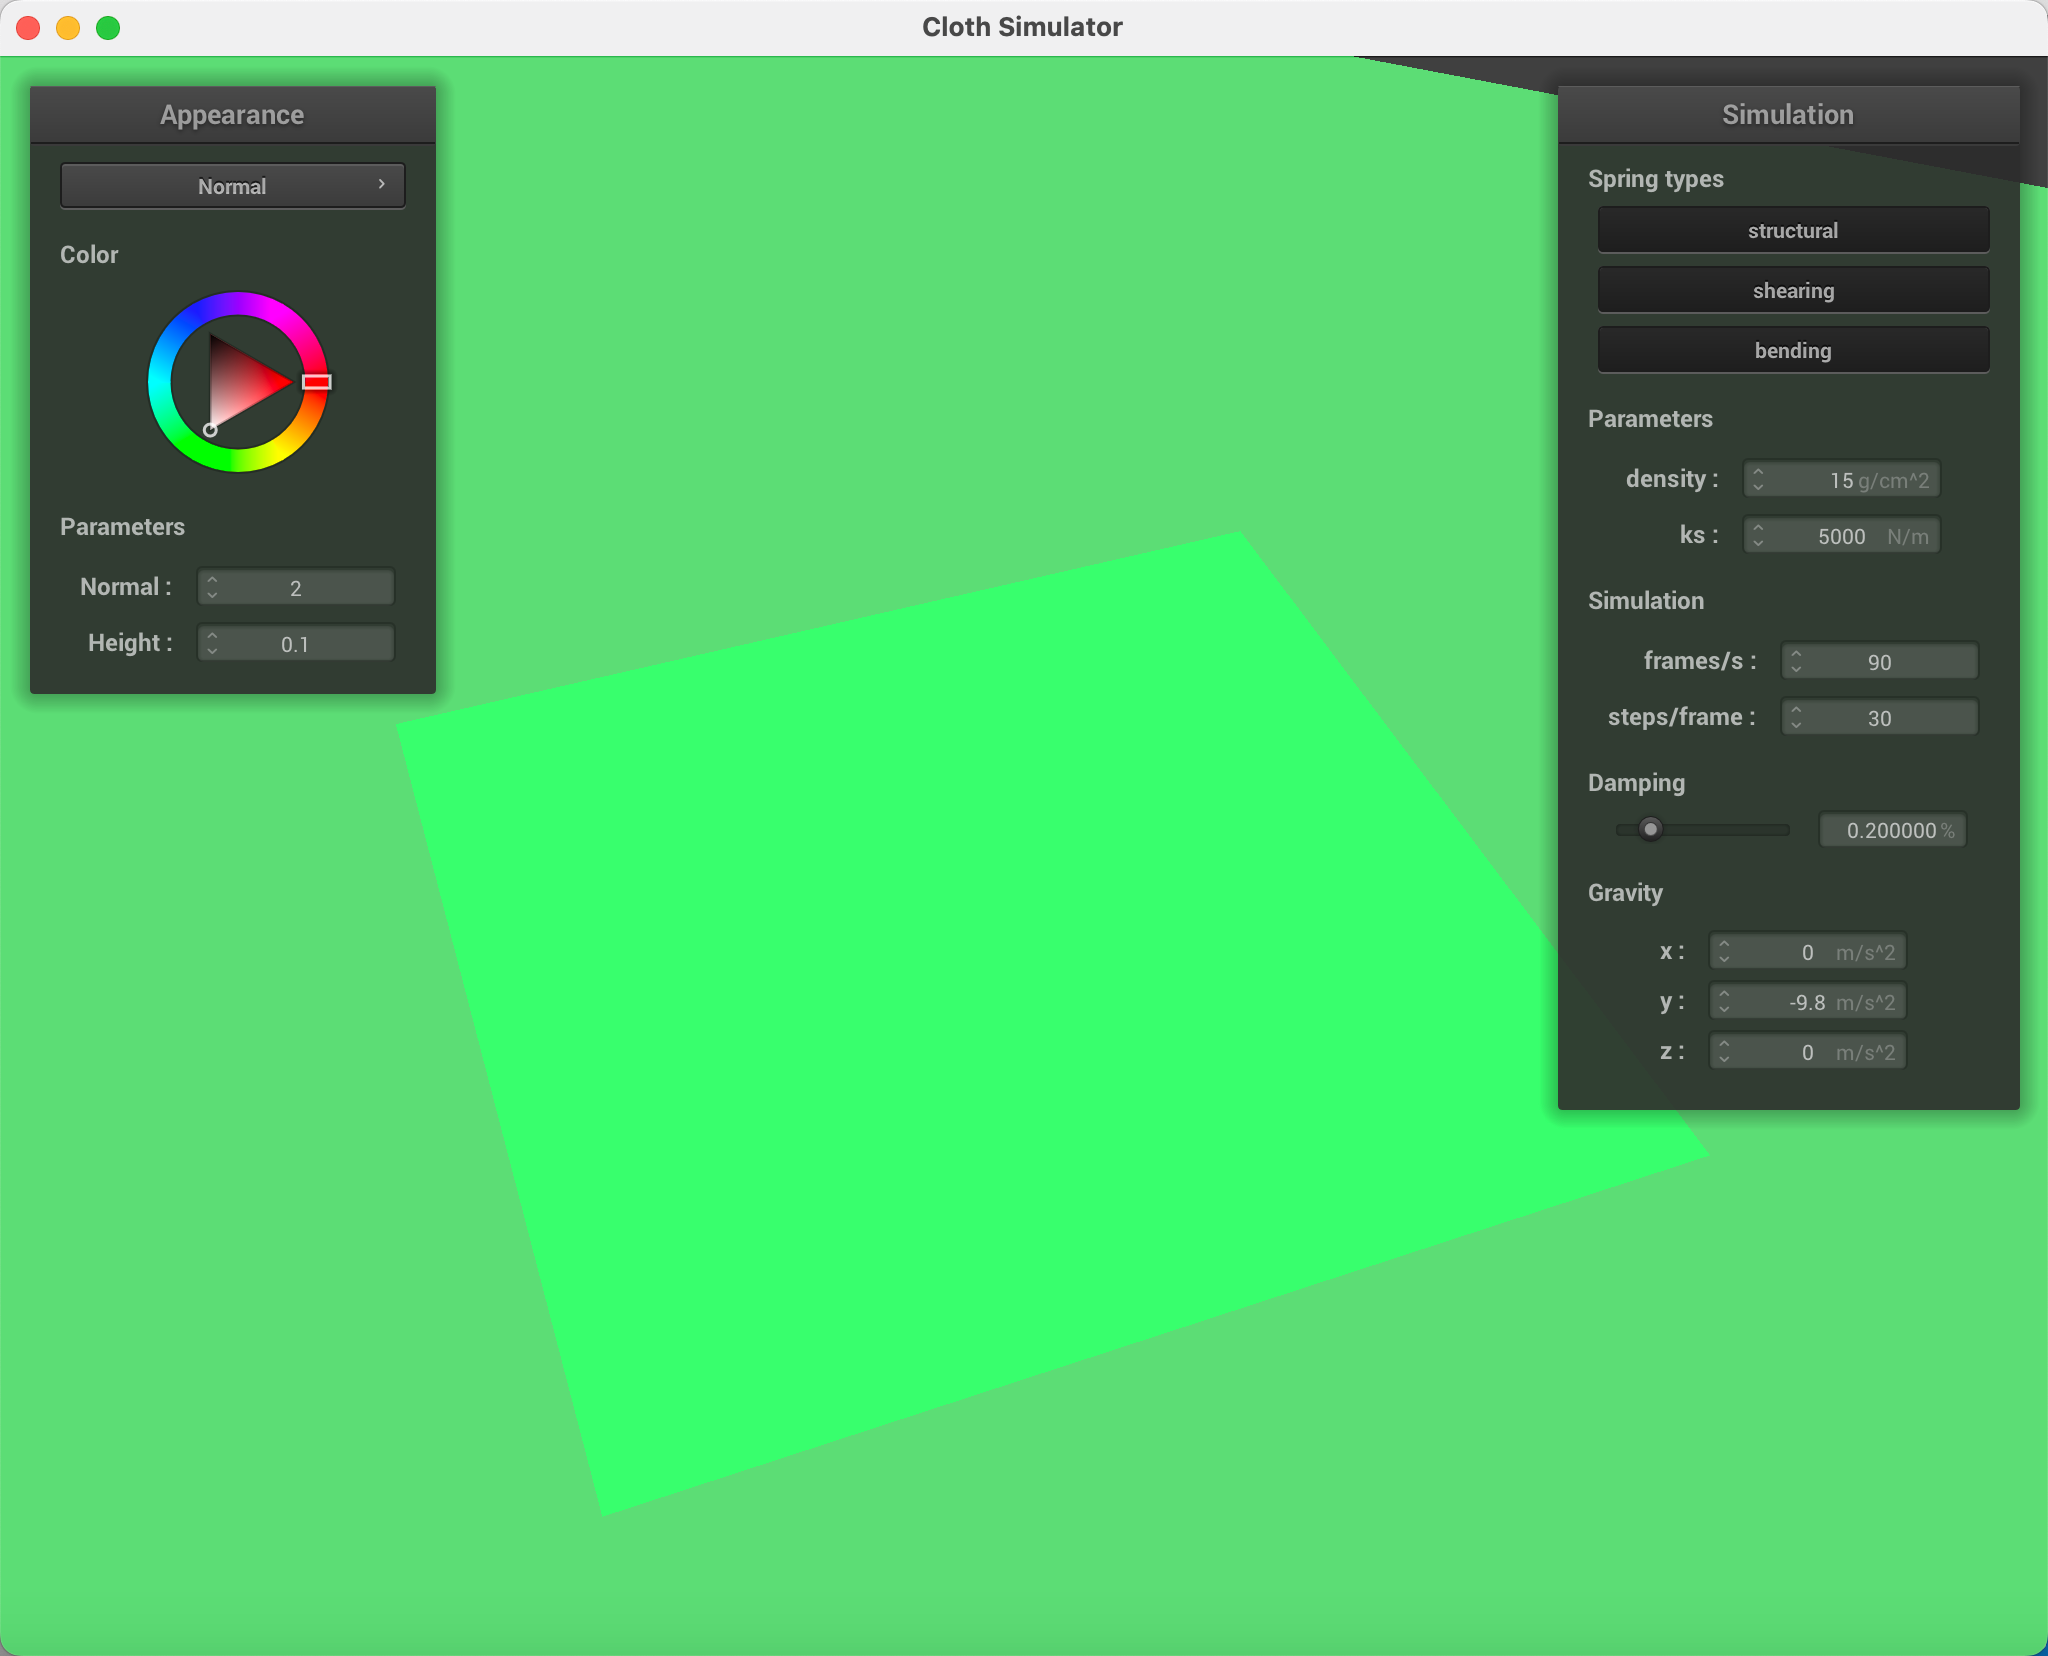 Cloth Simulator
Appearance
Normal
Color
Parameters
Normal : 2
Height : 0.1
Simulation
Spring types
structural
shearing
bending
Parameters
density : 15 g/cm^2
ks : 5000 N/m
Simulation
frames/s : 90
steps/frame : 30
Damping
0.200000 %
Gravity
x : 0 m/s^2
y : -9.8 m/s^2
z : 0 m/s^2